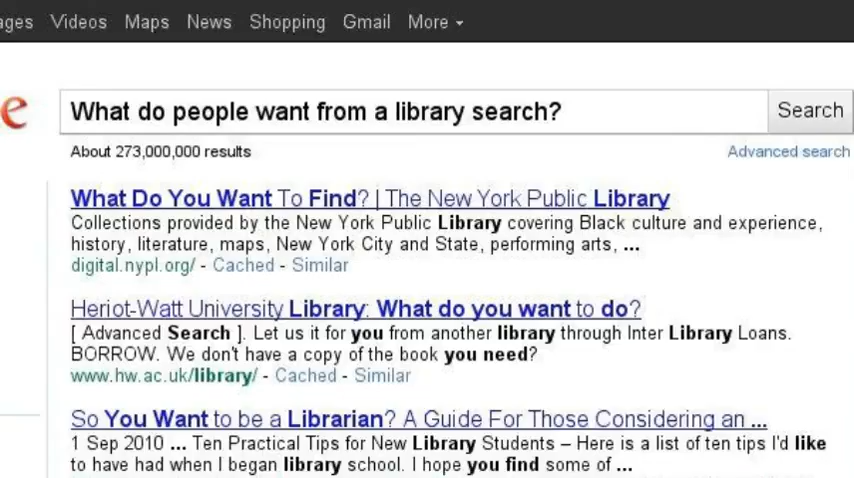 ages Videos Maps News Shopping Gmail More
e
What do people want from a library search? Search
About 273,000,000 results Advanced search
What Do You Want To Find? | The New York Public Library
Collections provided by the New York Public Library covering Black culture and experience,
history, literature, maps, New York City and State, performing arts, ...
digital.nypl.org/ - Cached - Similar
Heriot-Watt University Library: What do you want to do?
[ Advanced Search ]. Let us it for you from another library through Inter Library Loans.
BORROW. We don't have a copy of the book you need?
www.hw.ac.uk/library/ - Cached - Similar
So You Want to be a Librarian? A Guide For Those Considering an ...
1 Sep 2010 ... Ten Practical Tips for New Library Students – Here is a list of ten tips I'd like
to have had when I began library school. I hope you find some of ...